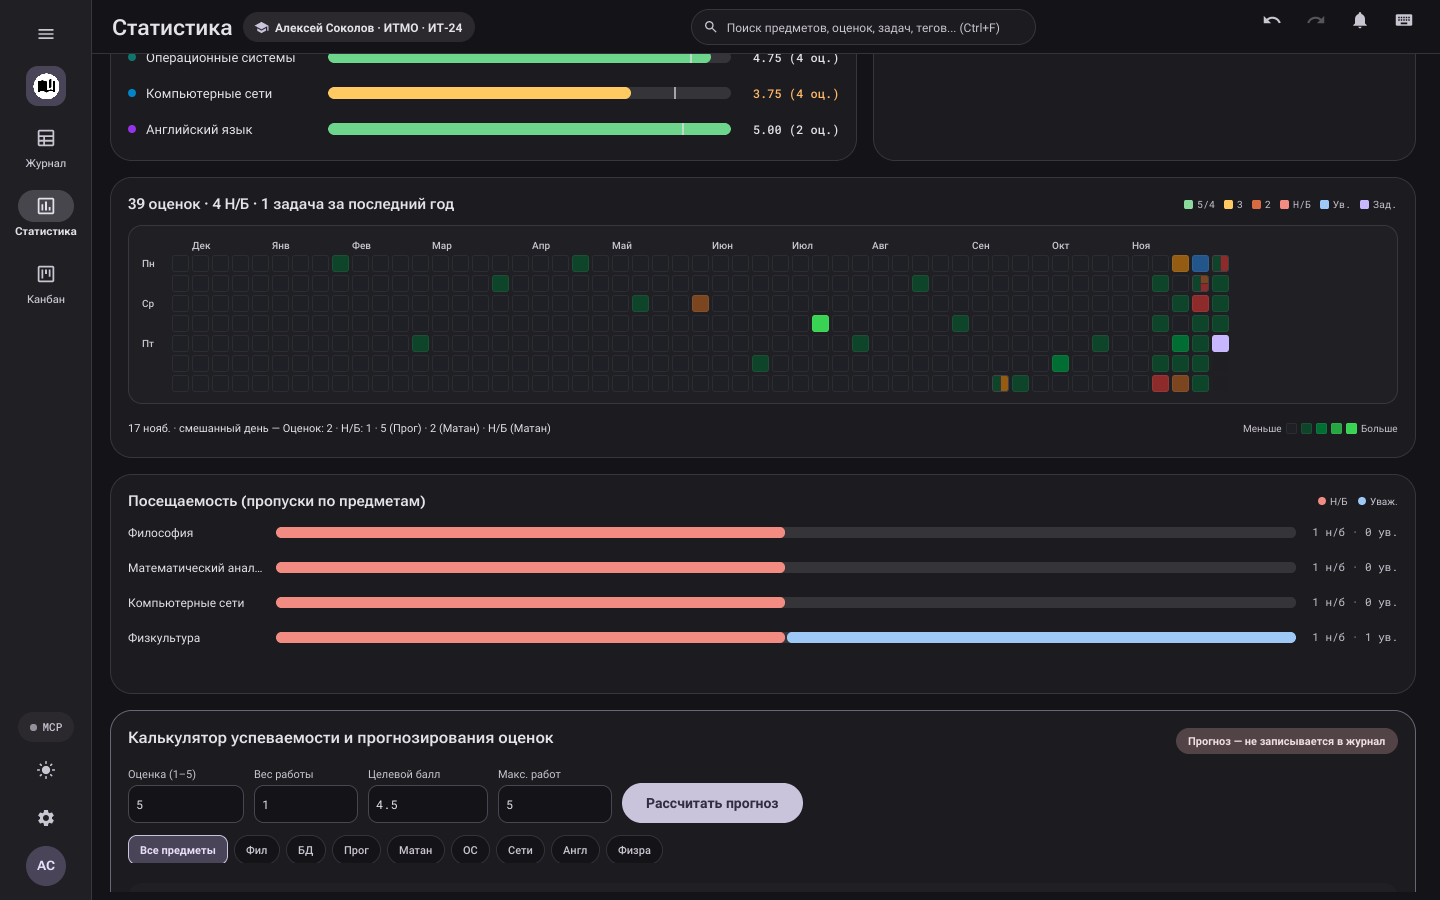 Статистика
Алексей Соколов · ИТМО · ИТ-24
Поиск предметов, оценок, задач, тегов... (Ctrl+F)
Журнал
Статистика
Канбан
MCP
АС
Операционные системы 4.75 (4 оц.)
Компьютерные сети 3.75 (4 оц.)
Английский язык 5.00 (2 оц.)
39 оценок · 4 Н/Б · 1 задача за последний год
5/4 3 2 Н/Б Ув. Зад.
Дек Янв Фев Мар Апр Май Июн Июл Авг Сен Окт Ноя
Пн
Ср
Пт
17 нояб. · смешанный день — Оценок: 2 · Н/Б: 1 · 5 (Прог) · 2 (Матан) · Н/Б (Матан)
Меньше Больше
Посещаемость (пропуски по предметам)
Н/Б Уваж.
Философия 1 н/б · 0 ув.
Математический анал… 1 н/б · 0 ув.
Компьютерные сети 1 н/б · 0 ув.
Физкультура 1 н/б · 1 ув.
Калькулятор успеваемости и прогнозирования оценок
Прогноз — не записывается в журнал
Оценка (1–5) Вес работы Целевой балл Макс. работ
5 1 4.5 5 Рассчитать прогноз
Все предметы Фил БД Прог Матан ОС Сети Англ Физра